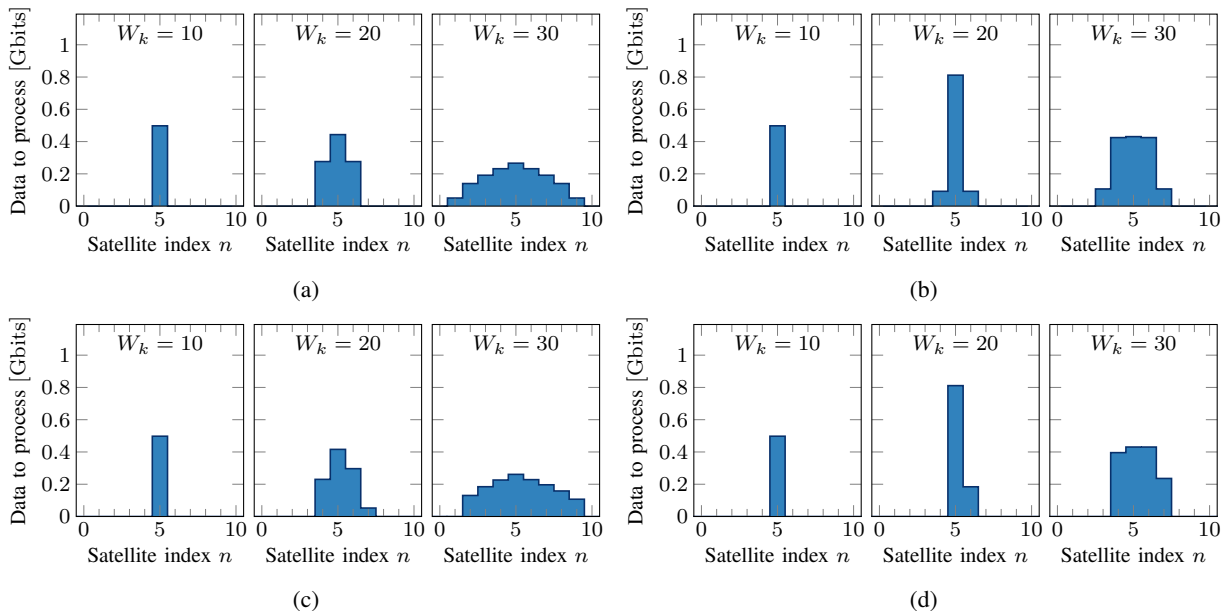 Data to process [Gbits]
1
0.8
0.6
0.4
0.2
0
W_k = 10
W_k = 20
W_k = 30
0 5 10
0 5 10
0 5 10
Satellite index n
Satellite index n
Satellite index n
(a)
Data to process [Gbits]
1
0.8
0.6
0.4
0.2
0
W_k = 10
W_k = 20
W_k = 30
0 5 10
0 5 10
0 5 10
Satellite index n
Satellite index n
Satellite index n
(b)
Data to process [Gbits]
1
0.8
0.6
0.4
0.2
0
W_k = 10
W_k = 20
W_k = 30
0 5 10
0 5 10
0 5 10
Satellite index n
Satellite index n
Satellite index n
(c)
Data to process [Gbits]
1
0.8
0.6
0.4
0.2
0
W_k = 10
W_k = 20
W_k = 30
0 5 10
0 5 10
0 5 10
Satellite index n
Satellite index n
Satellite index n
(d)